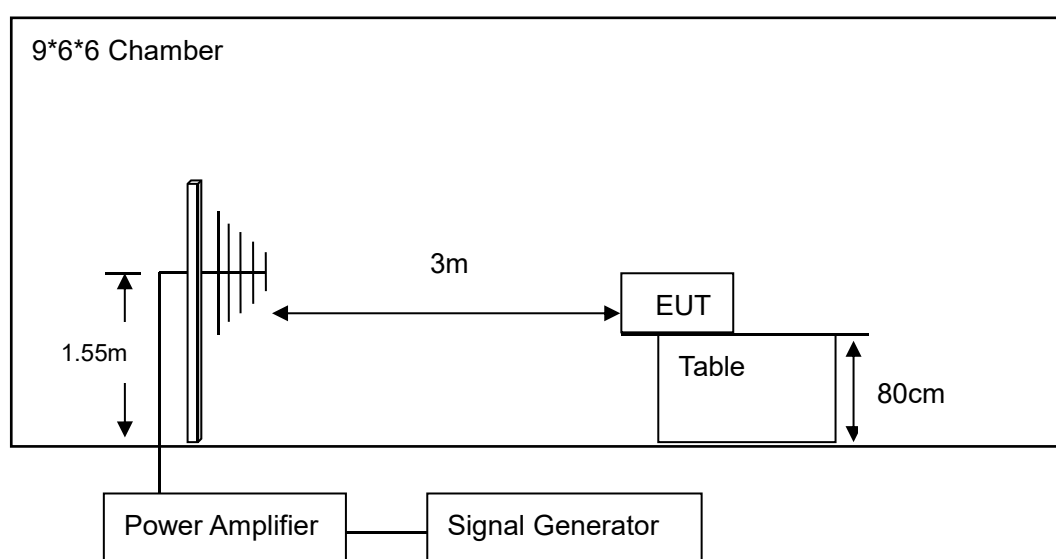 9*6*6 Chamber
3m
EUT
1.55m
Table
80cm
Power Amplifier
Signal Generator